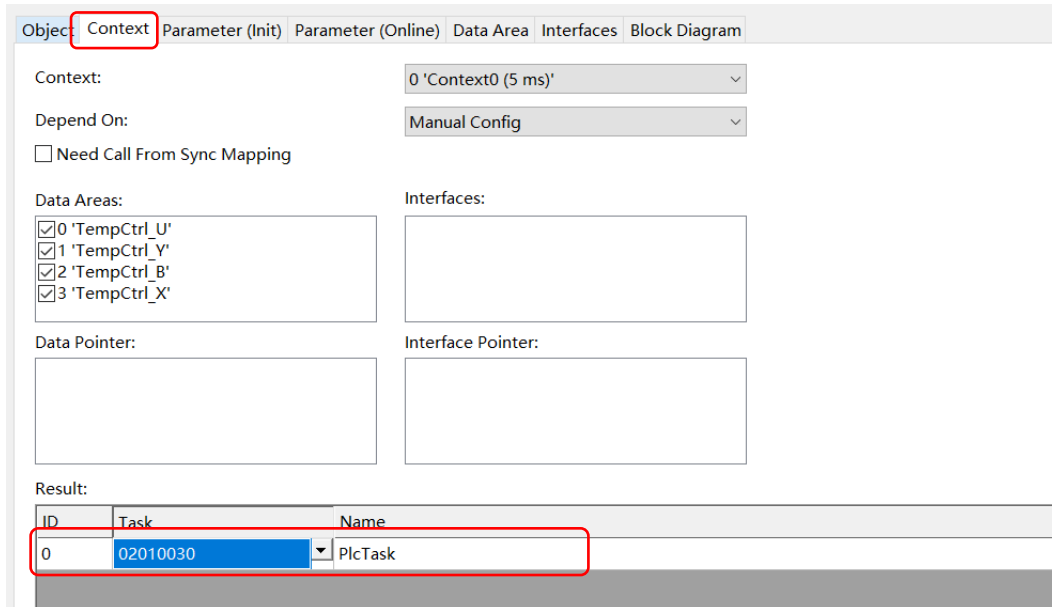 Object Context Parameter (Init) Parameter (Online) Data Area Interfaces Block Diagram
Context: 0 'Context0 (5 ms)'
Depend On: Manual Config
Need Call From Sync Mapping
Data Areas: Interfaces:
0 'TempCtrl_U'
1 'TempCtrl_Y'
2 'TempCtrl_B'
3 'TempCtrl_X'
Data Pointer: Interface Pointer:
Result:
ID Task Name
0 02010030 PlcTask